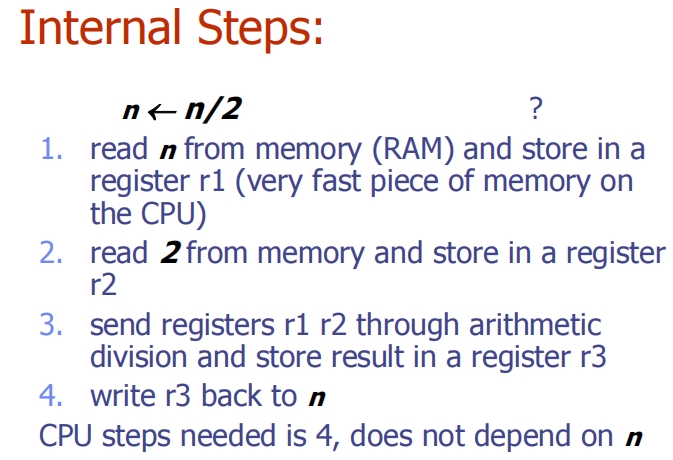 Internal Steps:
n ← n/2 ?
1. read n from memory (RAM) and store in a
register r1 (very fast piece of memory on
the CPU)
2. read 2 from memory and store in a register
r2
3. send registers r1 r2 through arithmetic
division and store result in a register r3
4. write r3 back to n
CPU steps needed is 4, does not depend on n